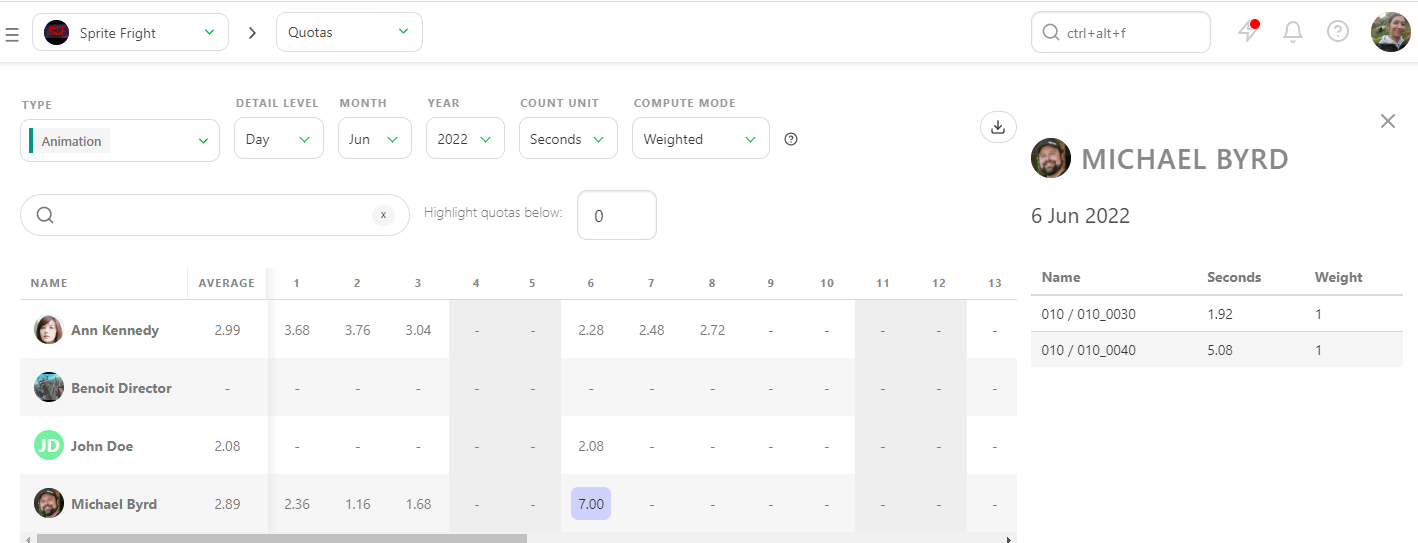 Sprite Fright
Quotas
ctrl+alt+f
TYPE
DETAIL LEVEL
MONTH
YEAR
COUNT UNIT
COMPUTE MODE
Animation
Day
Jun
2022
Seconds
Weighted
x
Highlight quotas below:
0
NAME AVERAGE 1 2 3 4 5 6 7 8 9 10 11 12 13
Ann Kennedy 2.99 3.68 3.76 3.04 - - 2.28 2.48 2.72 - - - - -
Benoit Director - - - - - - - - - - - - - -
JD John Doe 2.08 - - - - - 2.08 - - - - - - -
Michael Byrd 2.89 2.36 1.16 1.68 - - 7.00 - - - - - - -
MICHAEL BYRD
6 Jun 2022
Name Seconds Weight
010 / 010_0030 1.92 1
010 / 010_0040 5.08 1